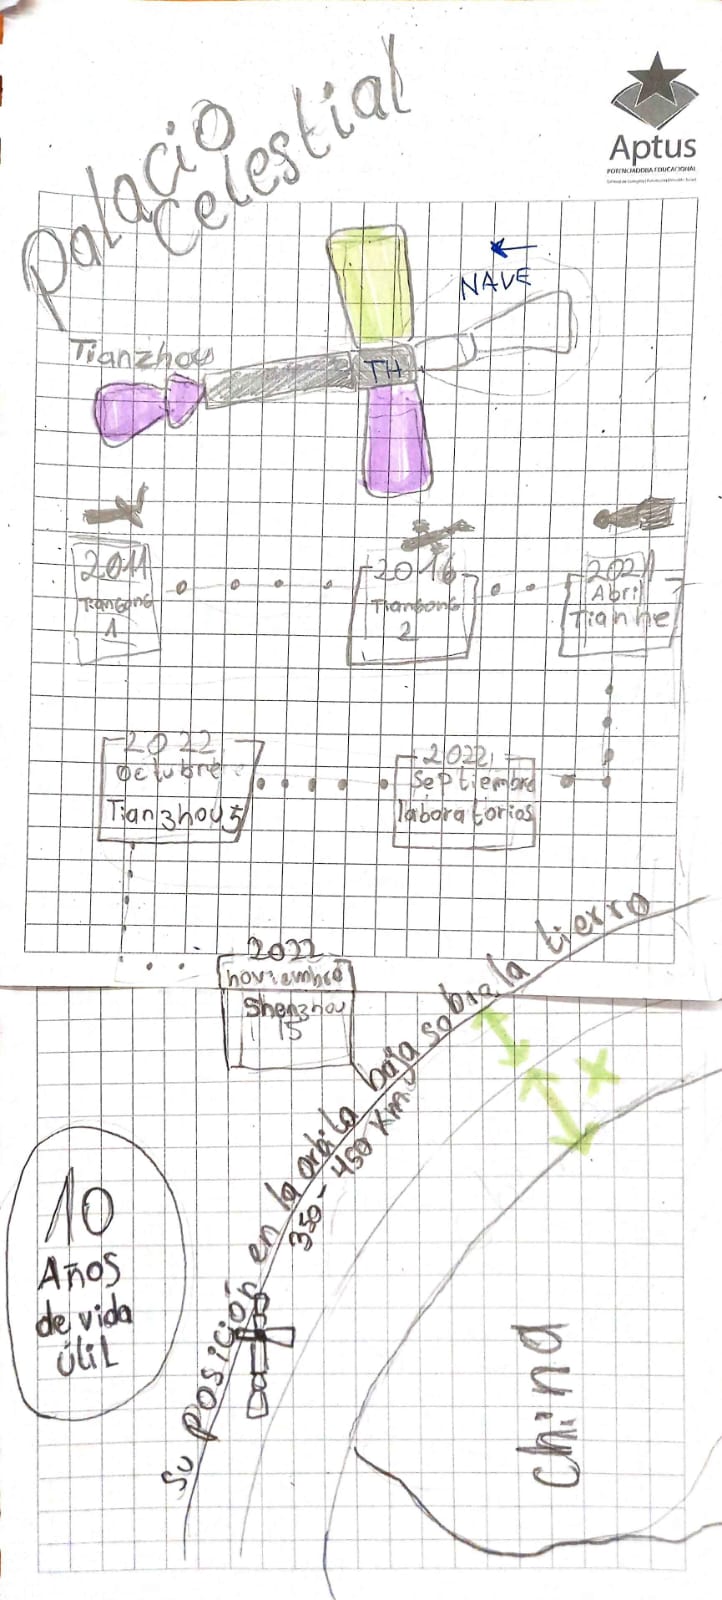 Palacio
Celestial
Aptus
POTENCIADORA EDUCACIONAL
NAVE
Tianzhou
TH
2011
Tiangong
1
2016
Tiangong
2
2021
Abril
Tianhe
2022
octubre
Tianzhou 5
2022
Septiembre
laboratorios
2022
noviembre
Shenzhou
15
Su posición en la orbita baja sobre la tierra
350 - 450 Km
X
10
Años
de vida
útil
China